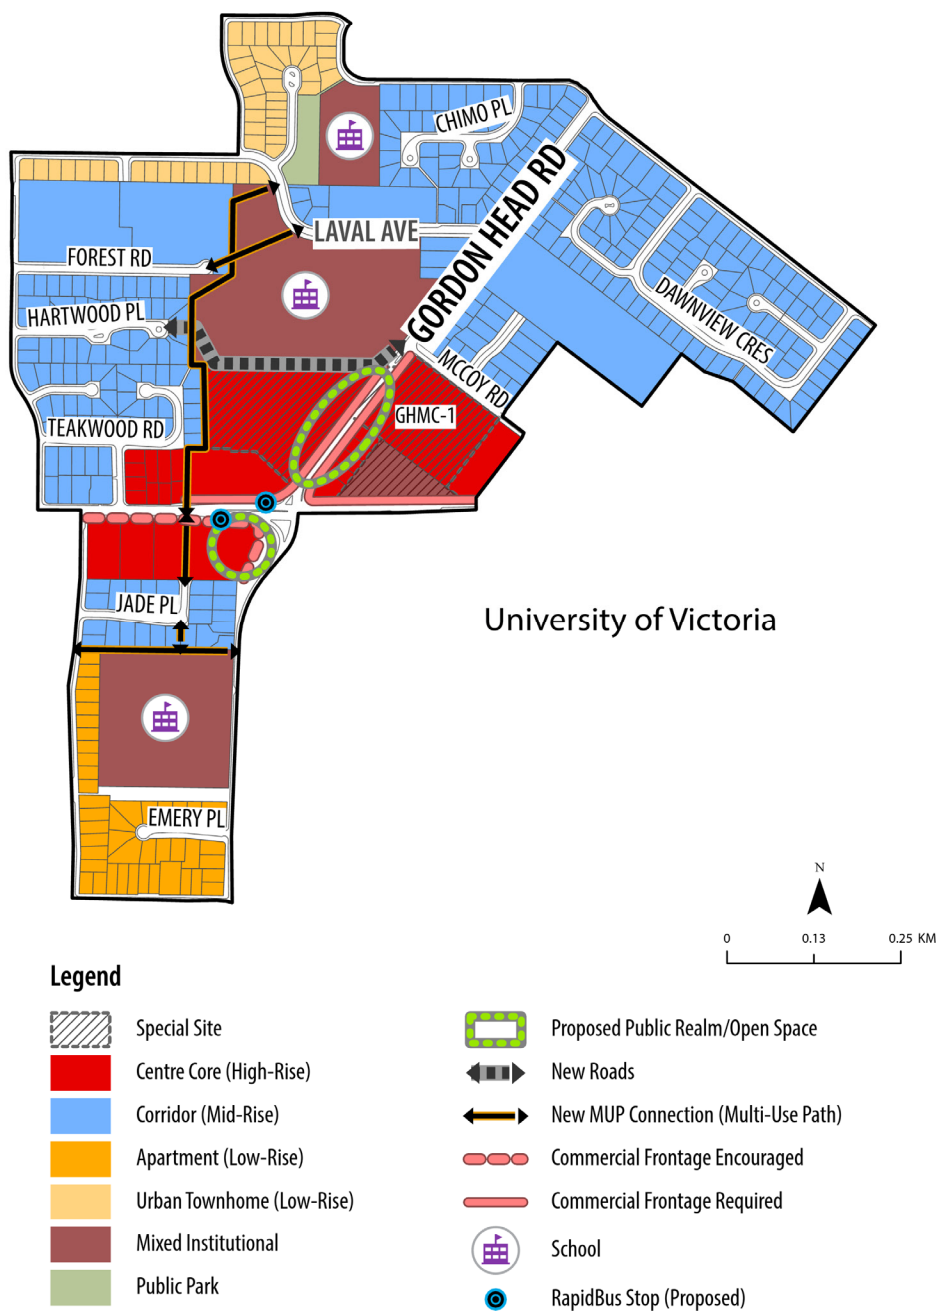 CHIMO PL
GORDON HEAD RD
LAVAL AVE
FOREST RD
DAWNVIEW CRES
HARTWOOD PL
MCCOY RD
GHMC-1
TEAKWOOD RD
JADE PL
University of Victoria
EMERY PL
N
0 0.13 0.25 KM
Legend
Special Site
Centre Core (High-Rise)
Corridor (Mid-Rise)
Apartment (Low-Rise)
Urban Townhome (Low-Rise)
Mixed Institutional
Public Park
Proposed Public Realm/Open Space
New Roads
New MUP Connection (Multi-Use Path)
Commercial Frontage Encouraged
Commercial Frontage Required
School
RapidBus Stop (Proposed)